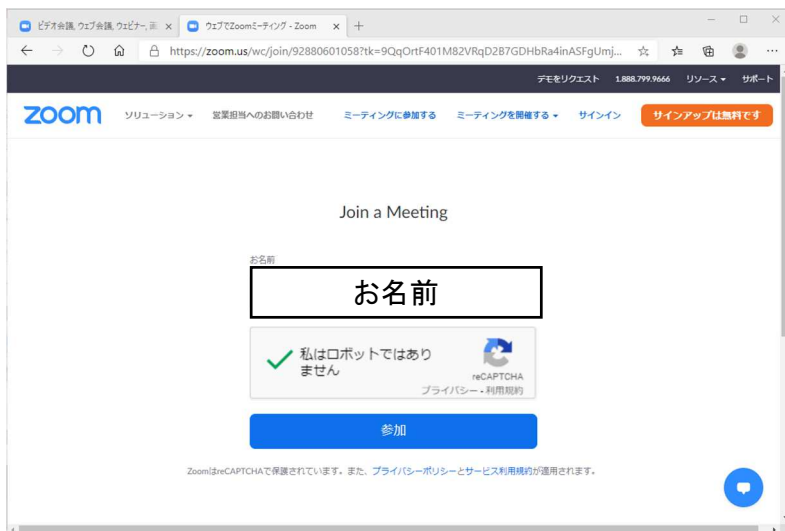 ビデオ会議, ウェブ会議, ウェビナー, 画
ウェブでZoomミーティング - Zoom
https://zoom.us/wc/join/92880601058?tk=9QqOrtF401M82VRqD2B7GDHbRa4inASFgUmj...
デモをリクエスト 1.888.799.9666 リソース サポート
zoom ソリューション 営業担当へのお問い合わせ ミーティングに参加する ミーティングを開催する サインイン サインアップは無料です
Join a Meeting
お名前
お名前
私はロボットではあり
ません
reCAPTCHA
プライバシー - 利用規約
参加
ZoomはreCAPTCHAで保護されています。また、プライバシーポリシーとサービス利用規約が適用されます。